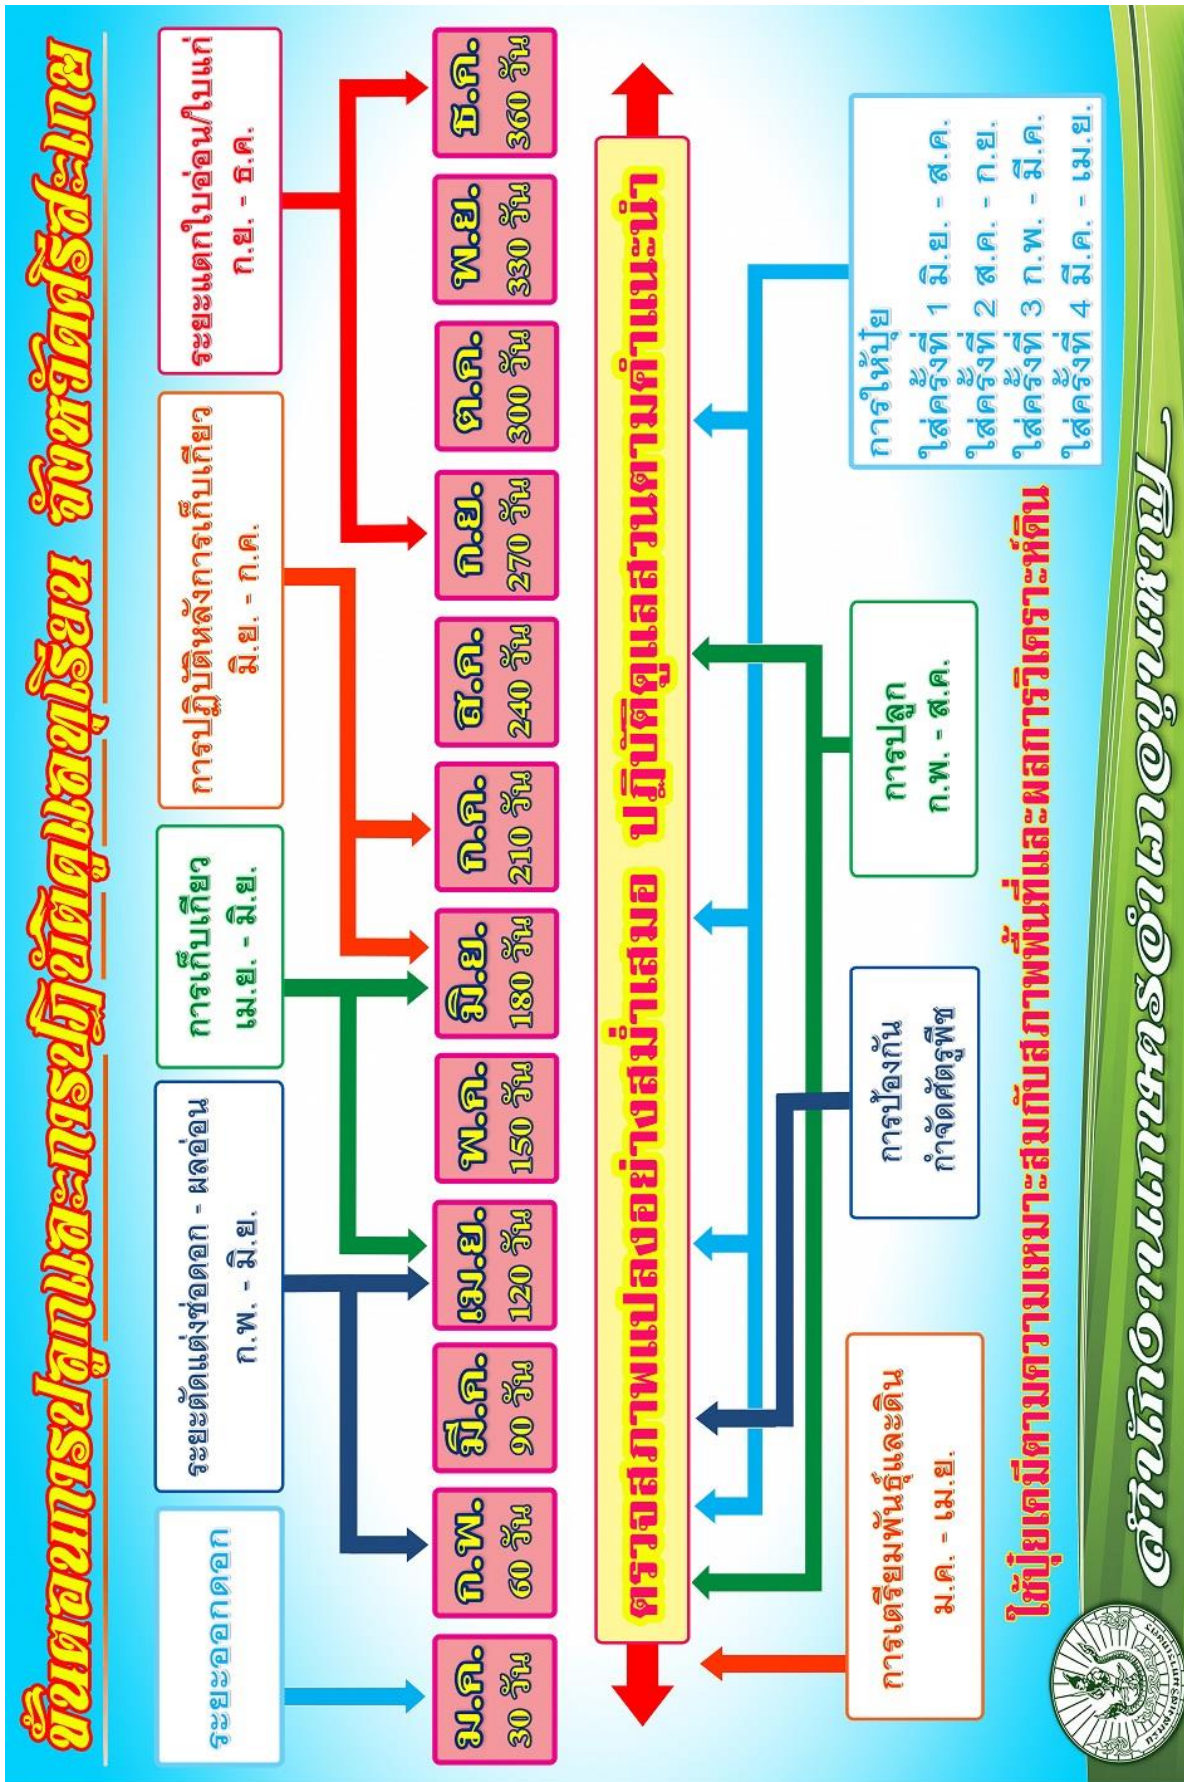 ขั้นตอนการปลูกและการปฏิบัติดูแลทุเรียน จังหวัดศรีสะเกษ
ระยะออกดอก
ระยะตัดแต่งช่อดอก - ผลอ่อน
ก.พ. - มิ.ย.
การเก็บเกี่ยว
เม.ย. - มิ.ย.
การปฏิบัติหลังการเก็บเกี่ยว
มิ.ย. - ก.ค.
ระยะแตกใบอ่อน/ใบแก่
ก.ย. - ธ.ค.
ม.ค.
30 วัน
ก.พ.
60 วัน
มี.ค.
90 วัน
เม.ย.
120 วัน
พ.ค.
150 วัน
มิ.ย.
180 วัน
ก.ค.
210 วัน
ส.ค.
240 วัน
ก.ย.
270 วัน
ต.ค.
300 วัน
พ.ย.
330 วัน
ธ.ค.
360 วัน
ตรวจสภาพแปลงอย่างสม่ำเสมอ ปฏิบัติดูแลสวนตามคำแนะนำ
การเตรียมพันธุ์และดิน
ม.ค. - เม.ย.
การป้องกัน
กำจัดศัตรูพืช
การปลูก
ก.พ. - ส.ค.
การให้ปุ๋ย
ใส่ครั้งที่ 1 มิ.ย. - ส.ค.
ใส่ครั้งที่ 2 ส.ค. - ก.ย.
ใส่ครั้งที่ 3 ก.พ. - มี.ค.
ใส่ครั้งที่ 4 มี.ค. - เม.ย.
ใช้ปุ๋ยเคมีตามความเหมาะสมกับสภาพพื้นที่และผลการวิเคราะห์ดิน
สำนักงานเกษตรอำเภอขุนหาญ